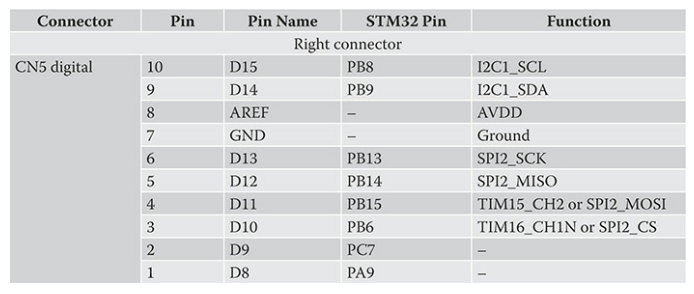 Connector Pin Pin Name STM32 Pin Function
Right connector
CN5 digital 10 D15 PB8 I2C1_SCL
9 D14 PB9 I2C1_SDA
8 AREF – AVDD
7 GND – Ground
6 D13 PB13 SPI2_SCK
5 D12 PB14 SPI2_MISO
4 D11 PB15 TIM15_CH2 or SPI2_MOSI
3 D10 PB6 TIM16_CH1N or SPI2_CS
2 D9 PC7 –
1 D8 PA9 –